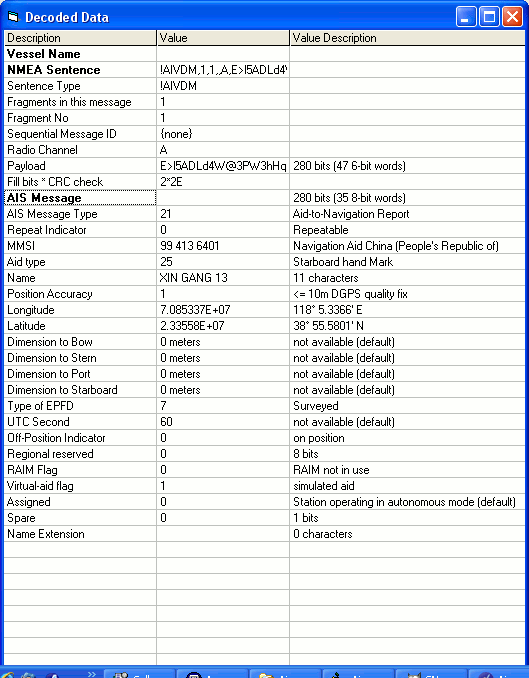 Decoded Data
Description Value Value Description
Vessel Name
NMEA Sentence !AIVDM,1,1,,A,E>I5ADLd4
Sentence Type !AIVDM
Fragments in this message 1
Fragment No 1
Sequential Message ID {none}
Radio Channel A
Payload E>I5ADLd4W@3PW3hHq 280 bits (47 6-bit words)
Fill bits * CRC check 2*2E
AIS Message 280 bits (35 8-bit words)
AIS Message Type 21 Aid-to-Navigation Report
Repeat Indicator 0 Repeatable
MMSI 99 413 6401 Navigation Aid China (People's Republic of)
Aid type 25 Starboard hand Mark
Name XIN GANG 13 11 characters
Position Accuracy 1 <= 10m DGPS quality fix
Longitude 7.085337E+07 118° 5.3366' E
Latitude 2.33558E+07 38° 55.5801' N
Dimension to Bow 0 meters not available (default)
Dimension to Stern 0 meters not available (default)
Dimension to Port 0 meters not available (default)
Dimension to Starboard 0 meters not available (default)
Type of EPFD 7 Surveyed
UTC Second 60 not available (default)
Off-Position Indicator 0 on position
Regional reserved 0 8 bits
RAIM Flag 0 RAIM not in use
Virtual-aid flag 1 simulated aid
Assigned 0 Station operating in autonomous mode (default)
Spare 0 1 bits
Name Extension 0 characters